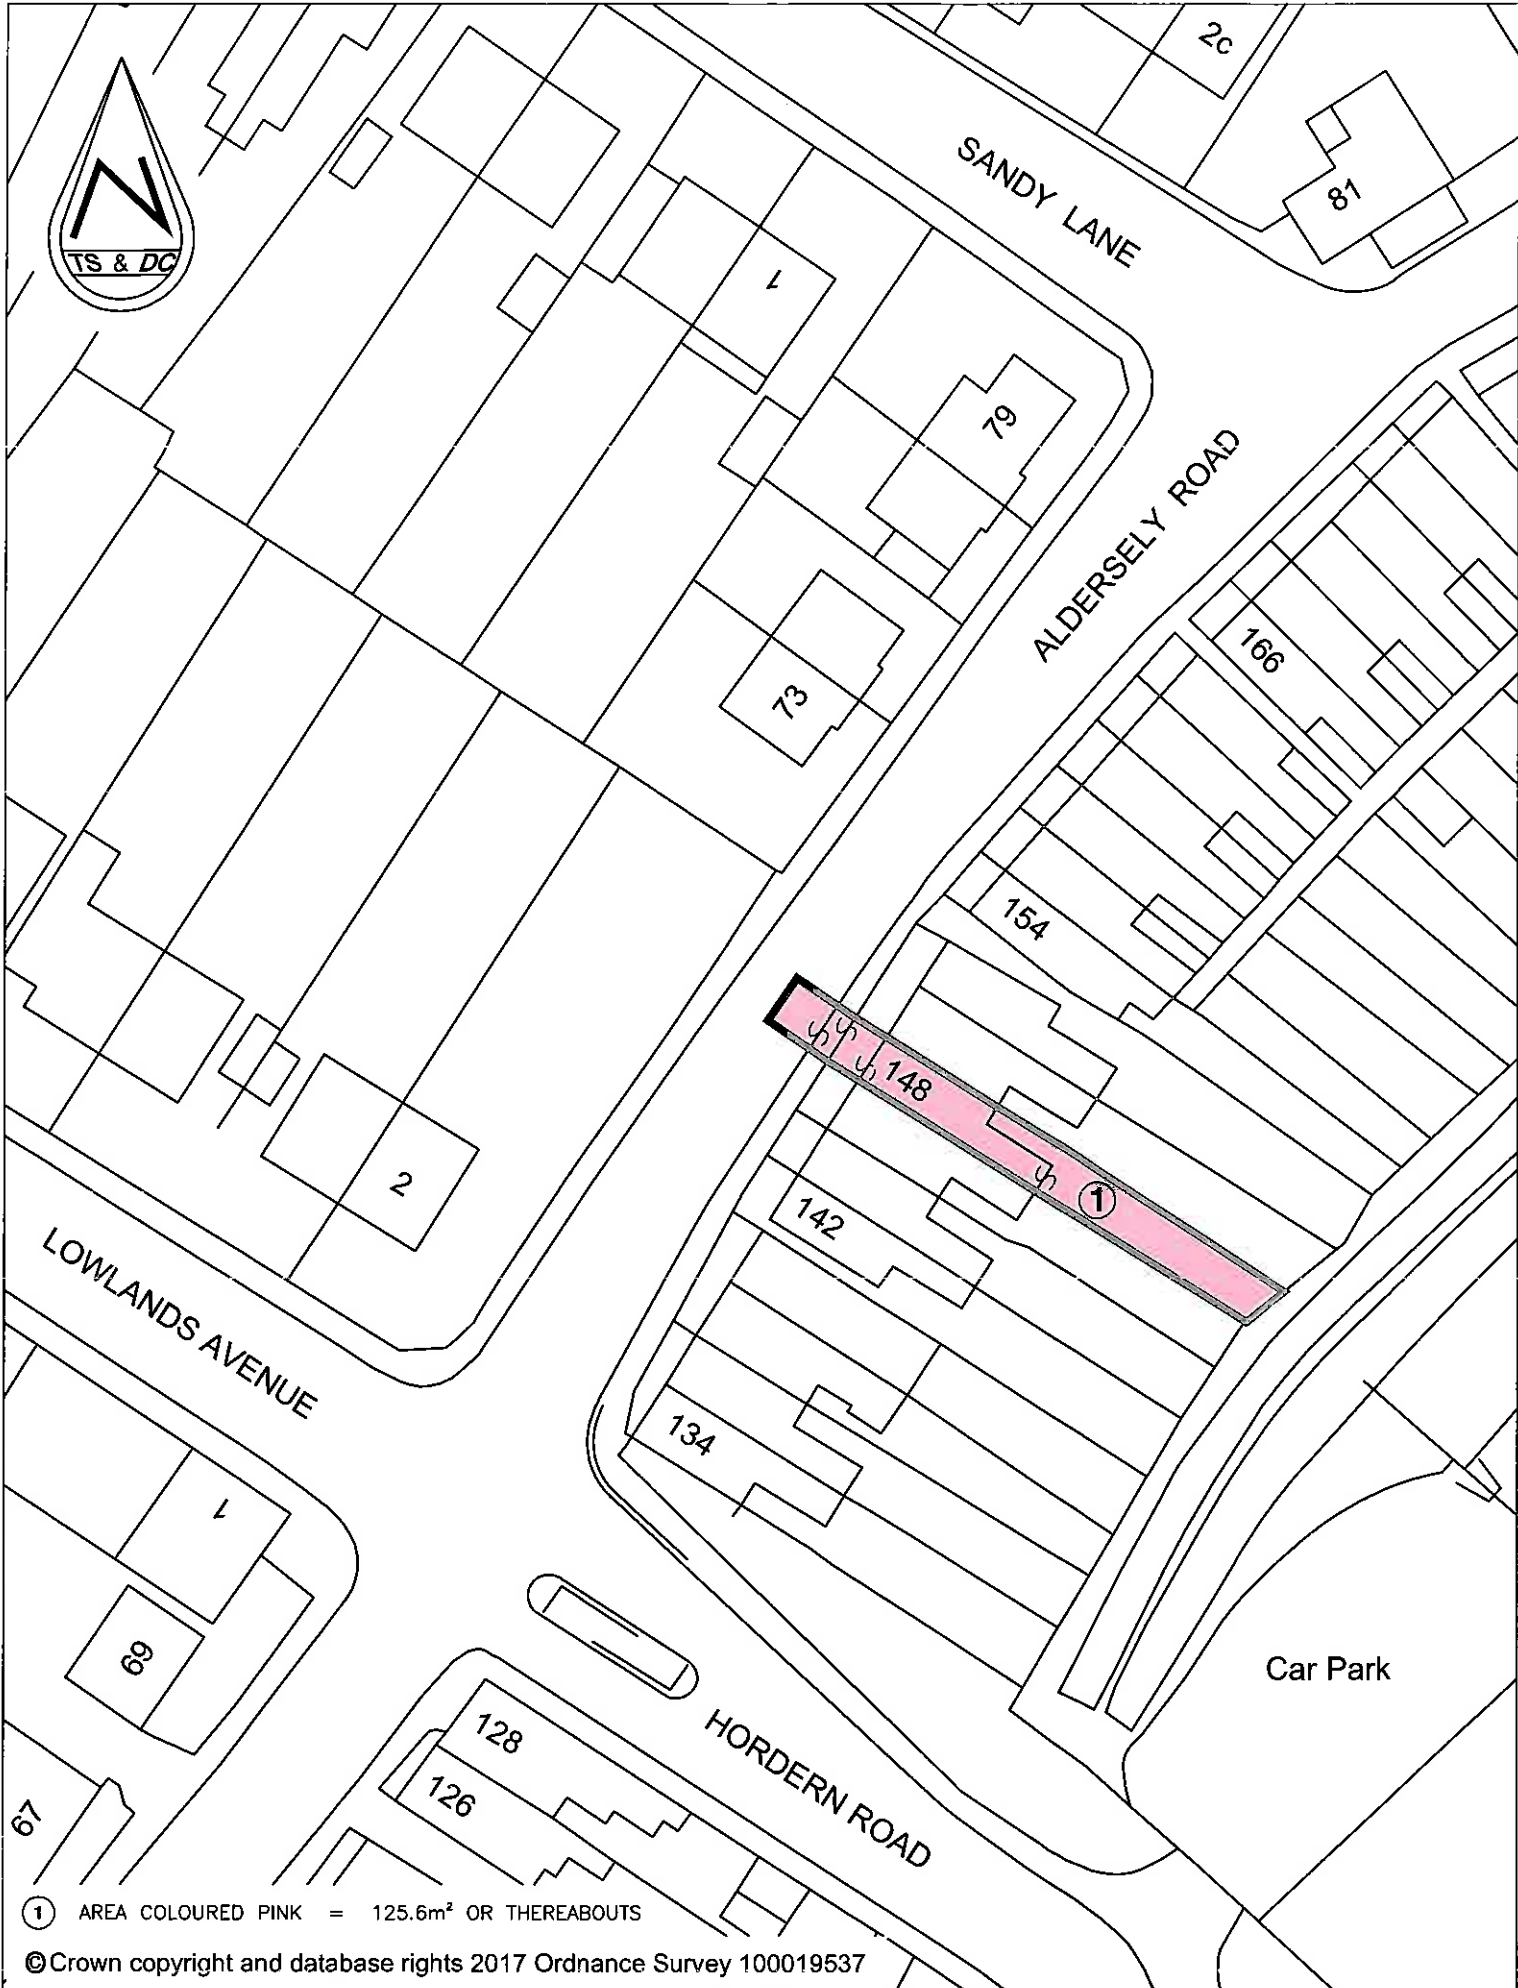 2c
SANDY LANE
81
N
TS & DC
1
79
ALDERSELY ROAD
166
73
154
148
1
2
142
LOWLANDS AVENUE
134
1
69
Car Park
128
HORDERN ROAD
126
67
1 AREA COLOURED PINK = 125.6m² OR THEREABOUTS
© Crown copyright and database rights 2017 Ordnance Survey 100019537